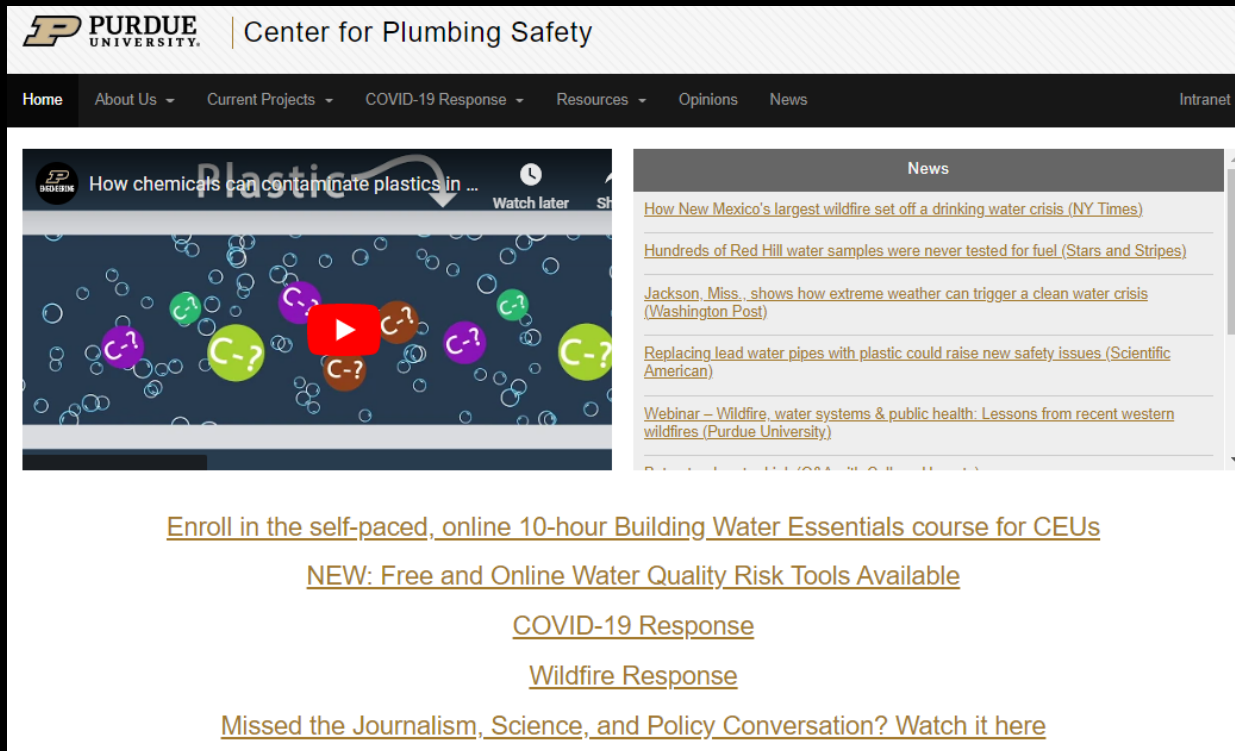 PURDUE
UNIVERSITY.
Center for Plumbing Safety
Home
About Us
Current Projects
COVID-19 Response
Resources
Opinions
News
Intranet
Plastic
How chemicals can contaminate plastics in ...
Watch later
Sh
C-?
C-?
C-?
C-?
C-?
C-?
C-?
C-?
C-?
News
How New Mexico's largest wildfire set off a drinking water crisis (NY Times)
Hundreds of Red Hill water samples were never tested for fuel (Stars and Stripes)
Jackson, Miss., shows how extreme weather can trigger a clean water crisis
(Washington Post)
Replacing lead water pipes with plastic could raise new safety issues (Scientific
American)
Webinar – Wildfire, water systems & public health: Lessons from recent western
wildfires (Purdue University)
Enroll in the self-paced, online 10-hour Building Water Essentials course for CEUs
NEW: Free and Online Water Quality Risk Tools Available
COVID-19 Response
Wildfire Response
Missed the Journalism, Science, and Policy Conversation? Watch it here